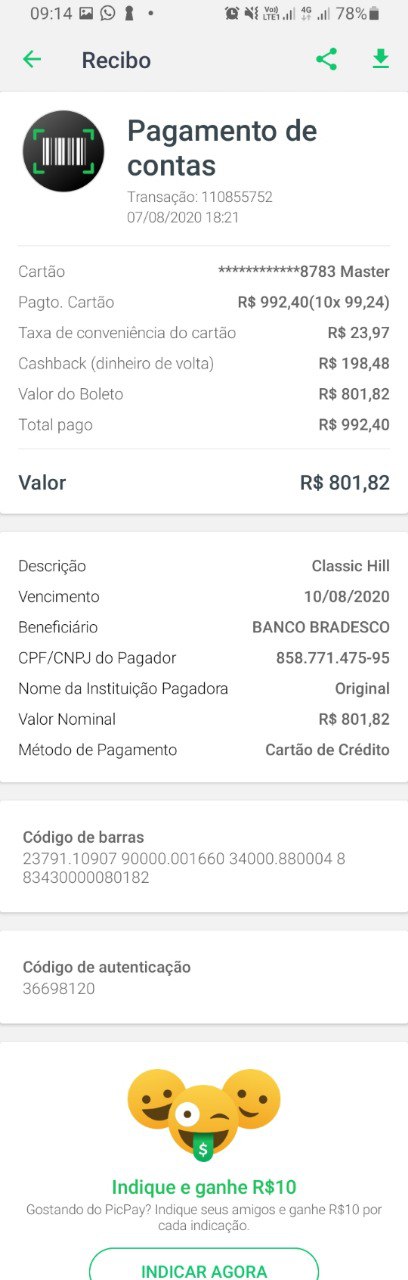 09:14 Vo)) LTE1 4G 78%
Recibo
Pagamento de
contas
Transação: 110855752
07/08/2020 18:21
Cartão ************8783 Master
Pagto. Cartão R$ 992,40(10x 99,24)
Taxa de conveniência do cartão R$ 23,97
Cashback (dinheiro de volta) R$ 198,48
Valor do Boleto R$ 801,82
Total pago R$ 992,40
Valor R$ 801,82
Descrição Classic Hill
Vencimento 10/08/2020
Beneficiário BANCO BRADESCO
CPF/CNPJ do Pagador 858.771.475-95
Nome da Instituição Pagadora Original
Valor Nominal R$ 801,82
Método de Pagamento Cartão de Crédito
Código de barras
23791.10907 90000.001660 34000.880004 8
83430000080182
Código de autenticação
36698120
$
Indique e ganhe R$10
Gostando do PicPay? Indique seus amigos e ganhe R$10 por
cada indicação.
INDICAR AGORA